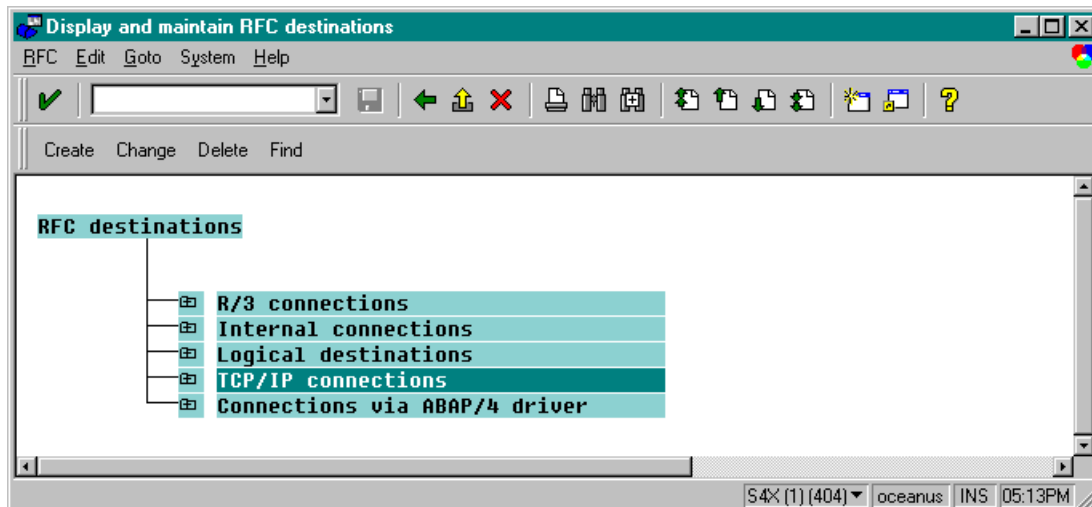 Display and maintain RFC destinations
RFC Edit Goto System Help
Create Change Delete Find
RFC destinations
R/3 connections
Internal connections
Logical destinations
TCP/IP connections
Connections via ABAP/4 driver
S4X (1) (404) oceanus INS 05:13PM